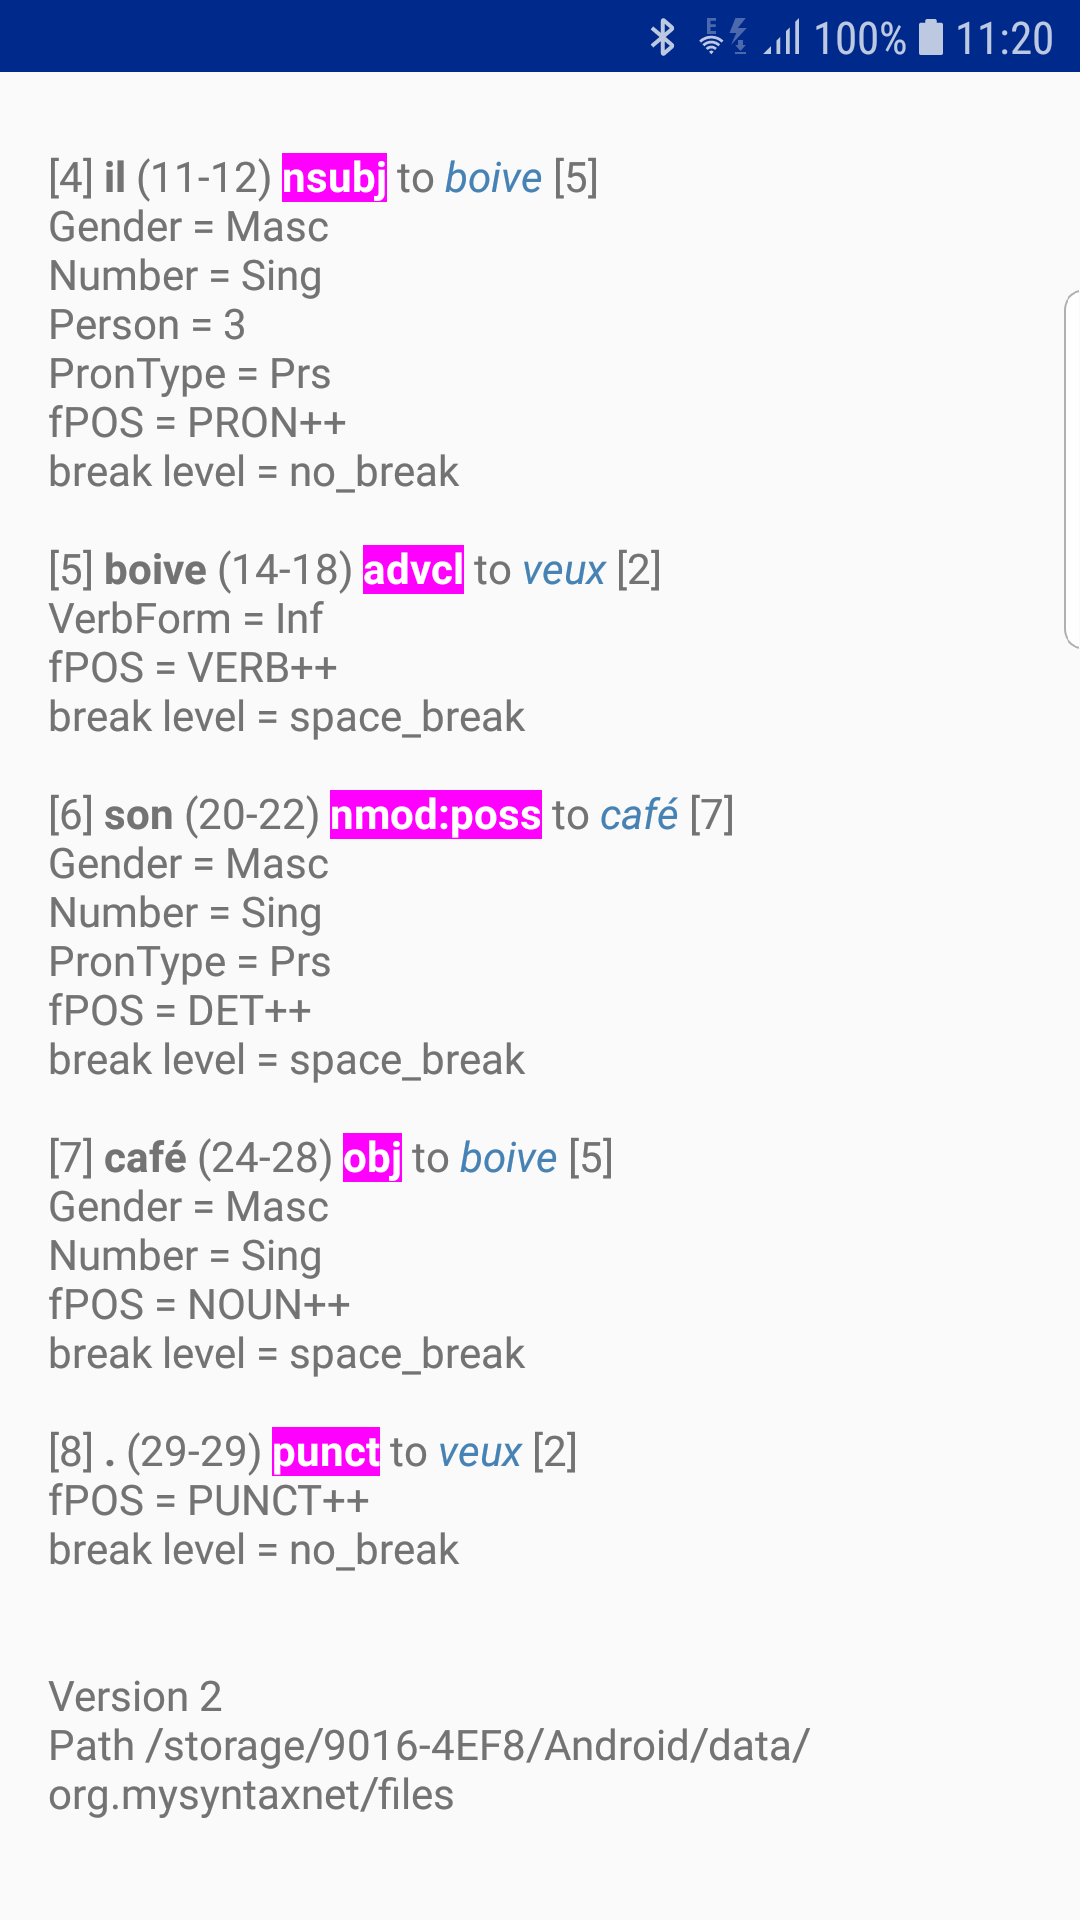 E
100% 11:20
[4] il (11-12) nsubj to boive [5]
Gender = Masc
Number = Sing
Person = 3
PronType = Prs
fPOS = PRON++
break level = no_break
[5] boive (14-18) advcl to veux [2]
VerbForm = Inf
fPOS = VERB++
break level = space_break
[6] son (20-22) nmod:poss to café [7]
Gender = Masc
Number = Sing
PronType = Prs
fPOS = DET++
break level = space_break
[7] café (24-28) obj to boive [5]
Gender = Masc
Number = Sing
fPOS = NOUN++
break level = space_break
[8] . (29-29) punct to veux [2]
fPOS = PUNCT++
break level = no_break
Version 2
Path /storage/9016-4EF8/Android/data/
org.mysyntaxnet/files